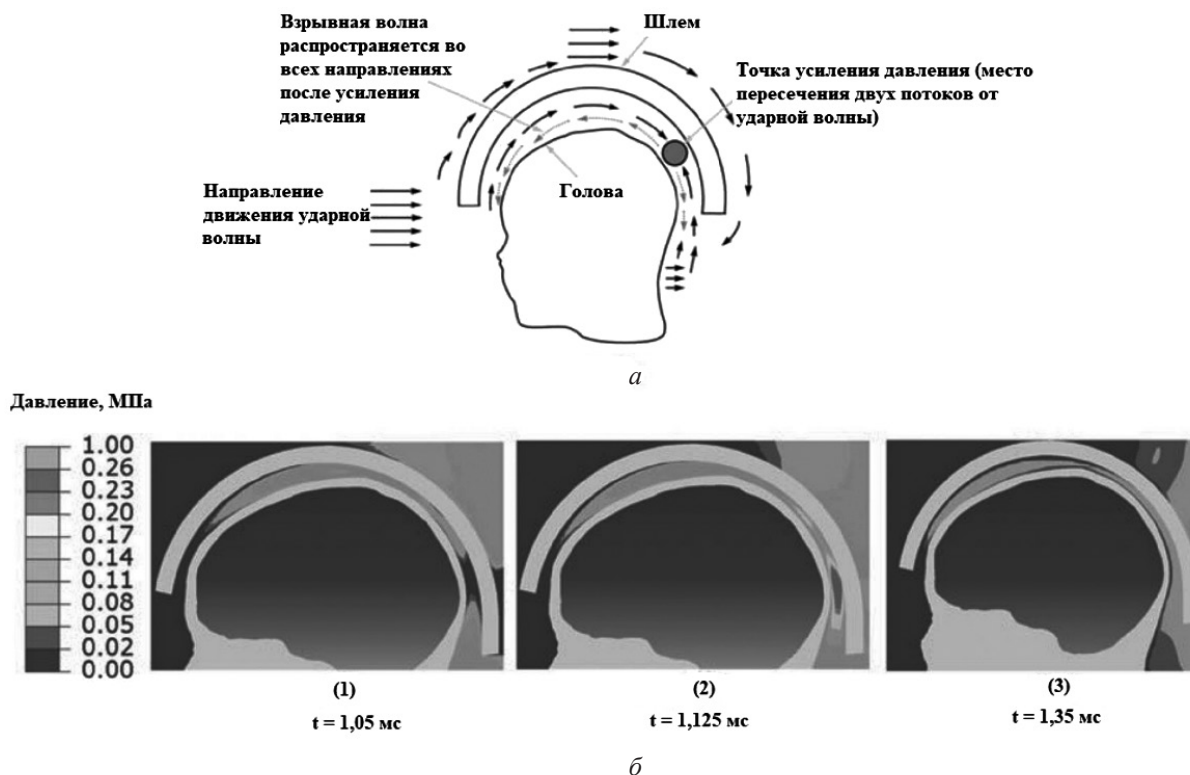 Взрывная волна
распространяется во
всех направлениях
после усиления
давления
Шлем
Точка усиления давления (место
пересечения двух потоков от
ударной волны)
Направление
движения ударной
волны
Голова
а
Давление, МПа
1.00
0.26
0.23
0.20
0.17
0.14
0.11
0.08
0.05
0.02
0.00
(1)
(2)
(3)
t = 1,05 мс
t = 1,125 мс
t = 1,35 мс
б